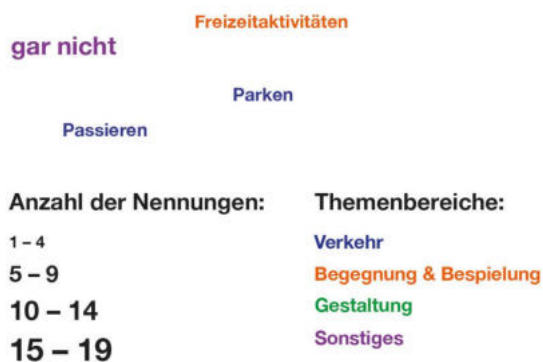 Freizeitaktivitäten
gar nicht
Parken
Passieren
Anzahl der Nennungen:
1 – 4
5 – 9
10 – 14
15 – 19
Themenbereiche:
Verkehr
Begegnung & Bespielung
Gestaltung
Sonstiges